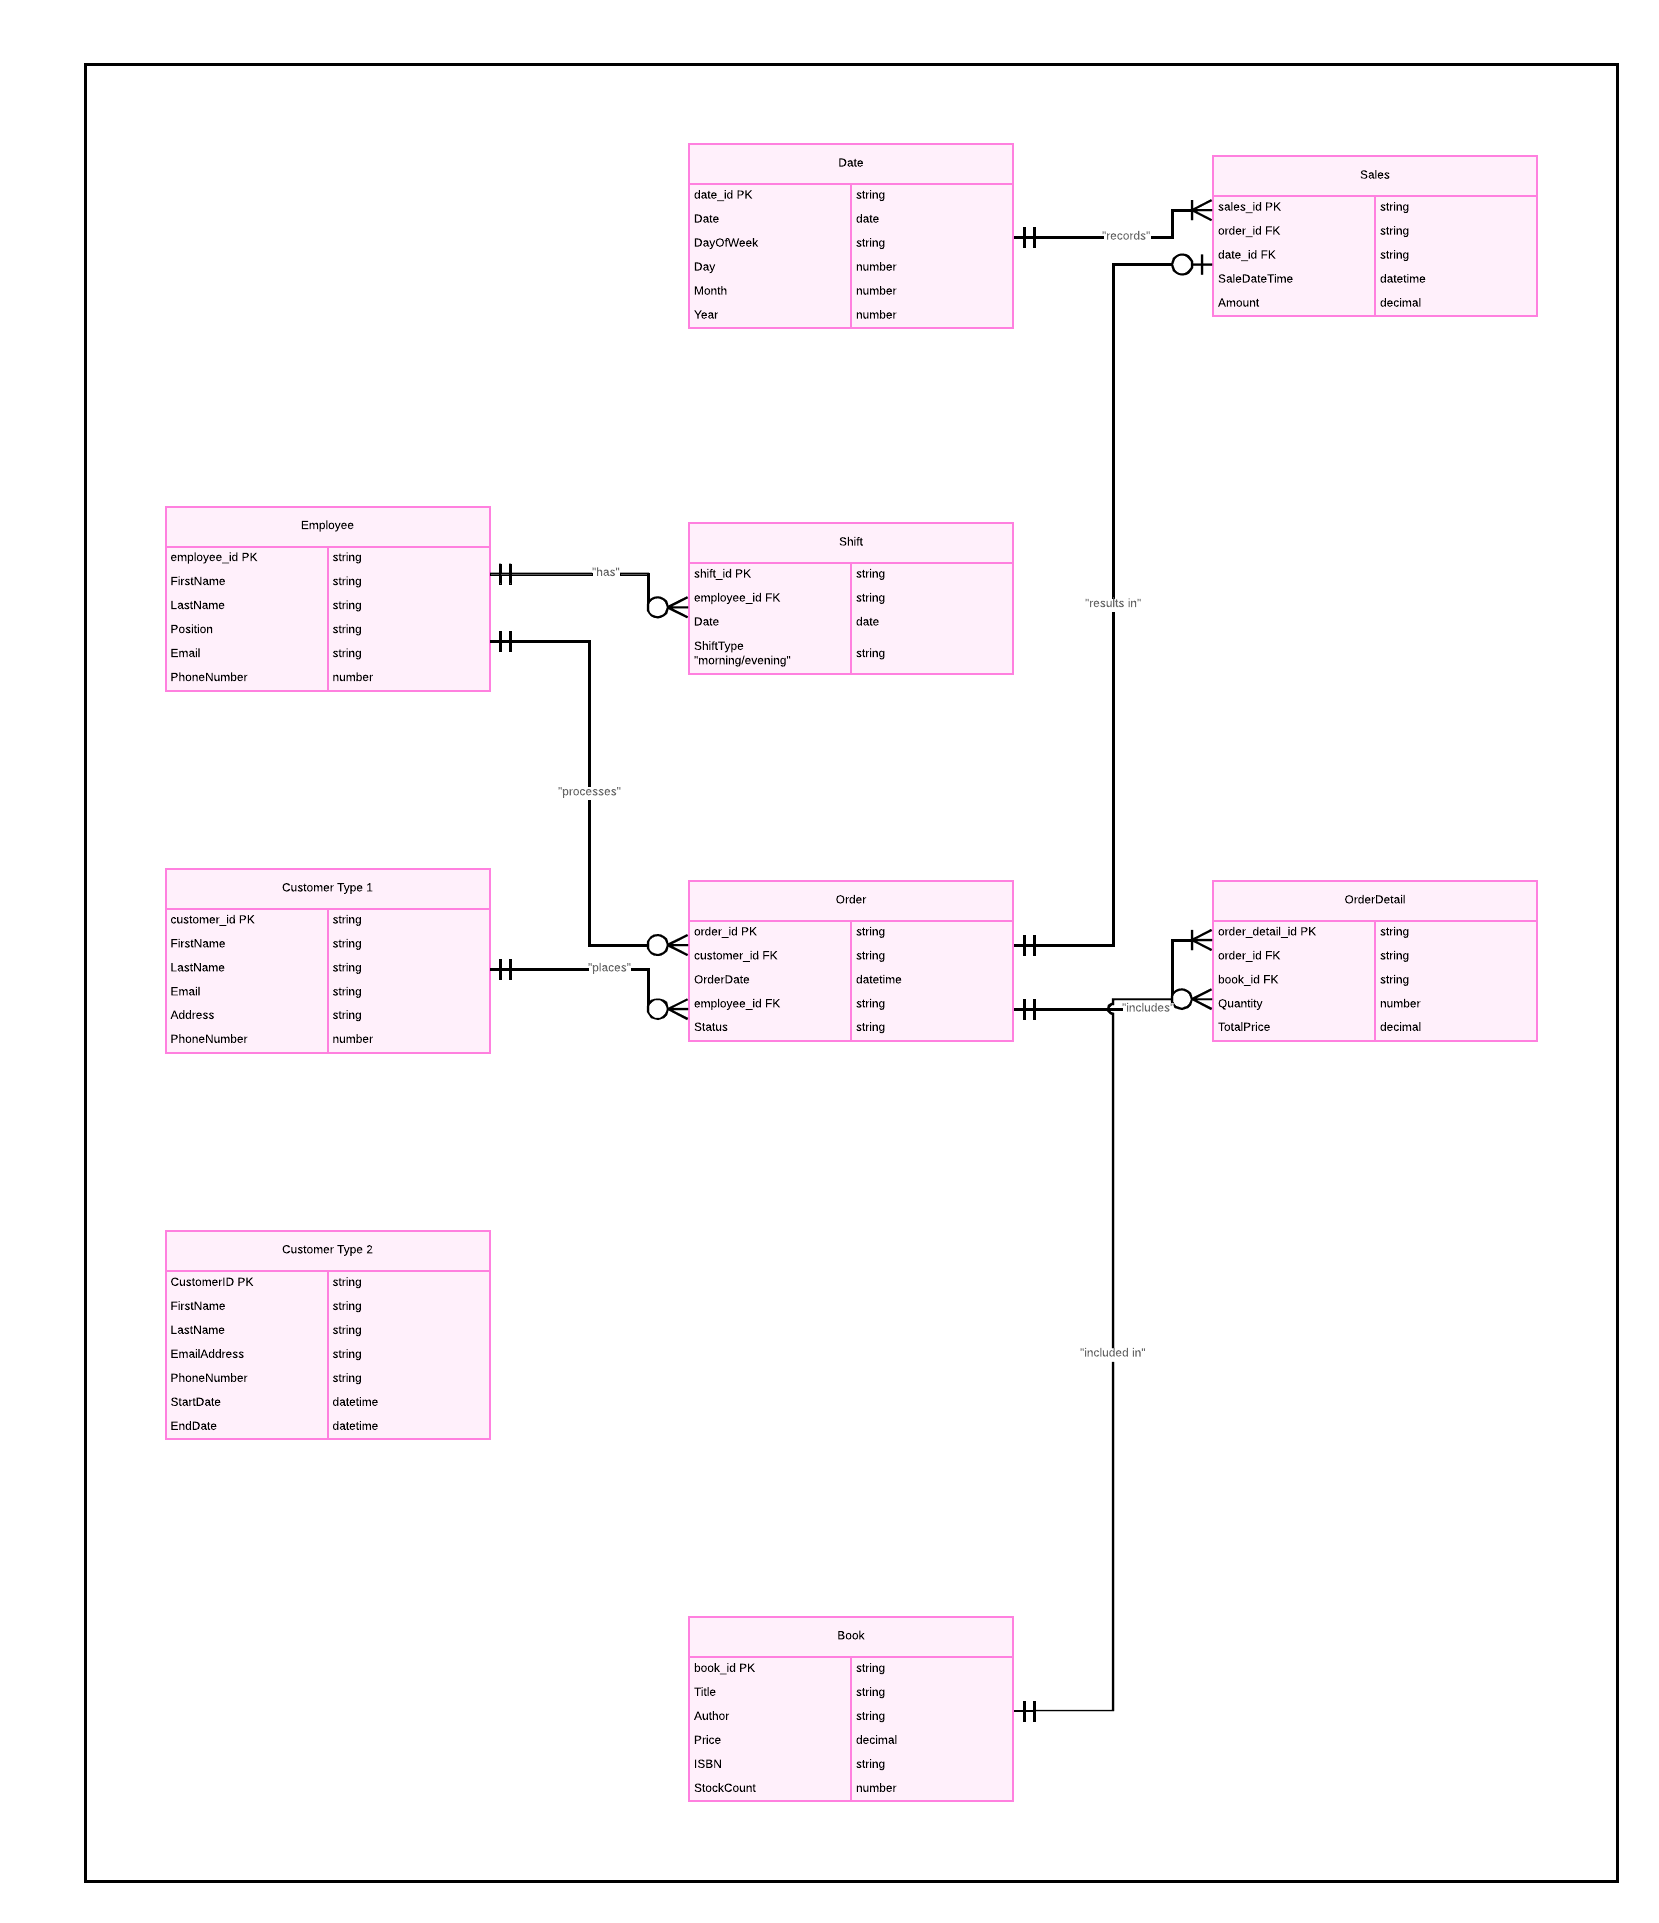 Date
date_id PK string
Date date
DayOfWeek string
Day number
Month number
Year number
Sales
sales_id PK string
order_id FK string
date_id FK string
SaleDateTime datetime
Amount decimal
"records"
Employee
employee_id PK string
FirstName string
LastName string
Position string
Email string
PhoneNumber number
"has"
Shift
shift_id PK string
employee_id FK string
Date date
ShiftType
"morning/evening" string
"results in"
"processes"
Customer Type 1
customer_id PK string
FirstName string
LastName string
Email string
Address string
PhoneNumber number
"places"
Order
order_id PK string
customer_id FK string
OrderDate datetime
employee_id FK string
Status string
"includes"
OrderDetail
order_detail_id PK string
order_id FK string
book_id FK string
Quantity number
TotalPrice decimal
Customer Type 2
CustomerID PK string
FirstName string
LastName string
EmailAddress string
PhoneNumber string
StartDate datetime
EndDate datetime
"included in"
Book
book_id PK string
Title string
Author string
Price decimal
ISBN string
StockCount number